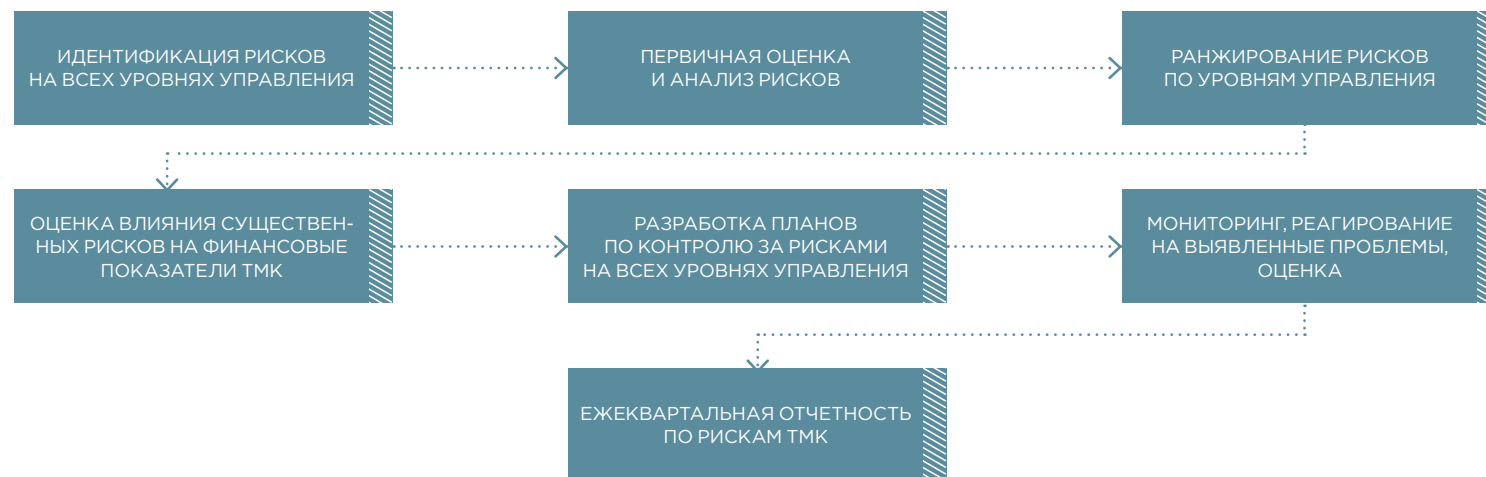 ИДЕНТИФИКАЦИЯ РИСКОВ
НА ВСЕХ УРОВНЯХ УПРАВЛЕНИЯ
ПЕРВИЧНАЯ ОЦЕНКА
И АНАЛИЗ РИСКОВ
РАНЖИРОВАНИЕ РИСКОВ
ПО УРОВНЯМ УПРАВЛЕНИЯ
ОЦЕНКА ВЛИЯНИЯ СУЩЕСТВЕН-
НЫХ РИСКОВ НА ФИНАНСОВЫЕ
ПОКАЗАТЕЛИ ТМК
РАЗРАБОТКА ПЛАНОВ
ПО КОНТРОЛЮ ЗА РИСКАМИ
НА ВСЕХ УРОВНЯХ УПРАВЛЕНИЯ
МОНИТОРИНГ, РЕАГИРОВАНИЕ
НА ВЫЯВЛЕННЫЕ ПРОБЛЕМЫ,
ОЦЕНКА
ЕЖЕКВАРТАЛЬНАЯ ОТЧЕТНОСТЬ
ПО РИСКАМ ТМК